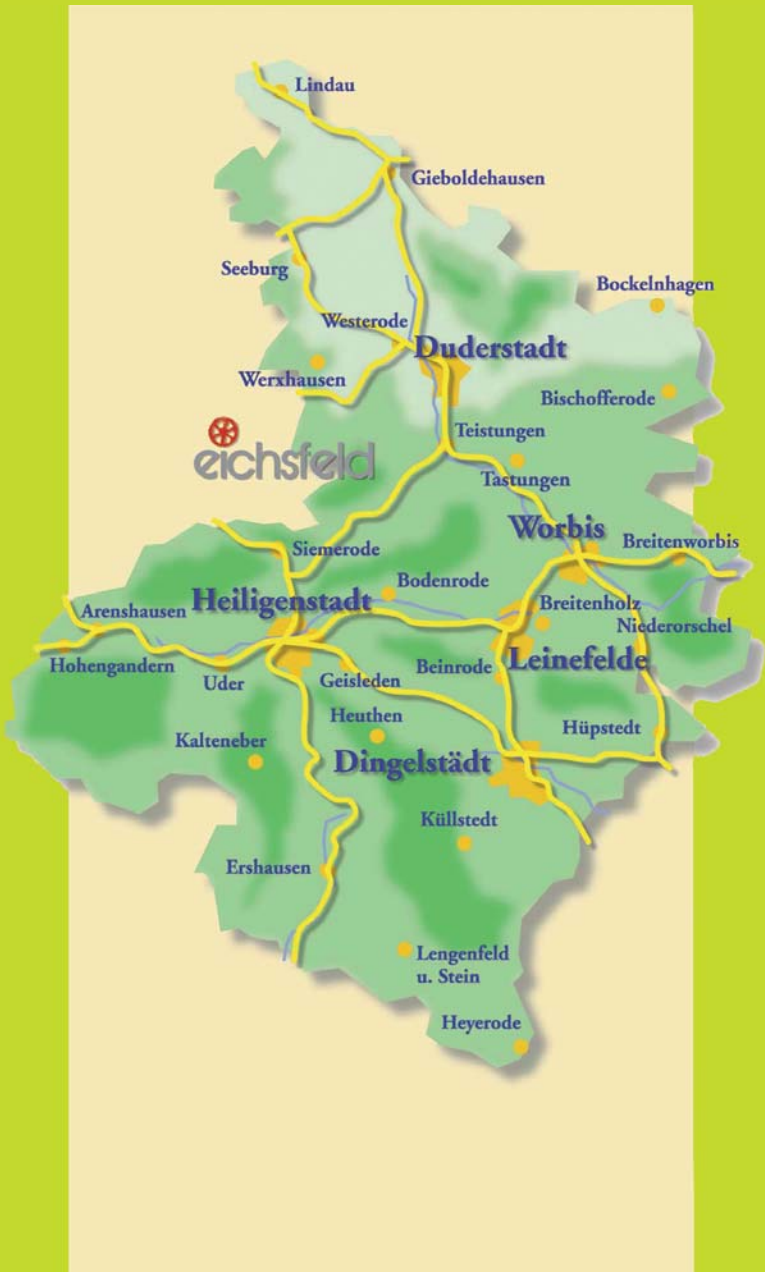 Lindau
Gieboldehausen
Seeburg
Bockelnhagen
Westerode
Duderstadt
Werxhausen
Bischofferode
Teistungen
eichsfeld
Tastungen
Worbis
Breitenworbis
Siemerode
Bodenrode
Heiligenstadt
Arenshausen
Breitenholz
Niederorschel
Hohengandern
Uder
Geisleden
Beinrode
Leinefelde
Heuthen
Hüpstedt
Kalteneber
Dingelstädt
Küllstedt
Ershausen
Lengenfeld
u. Stein
Heyerode